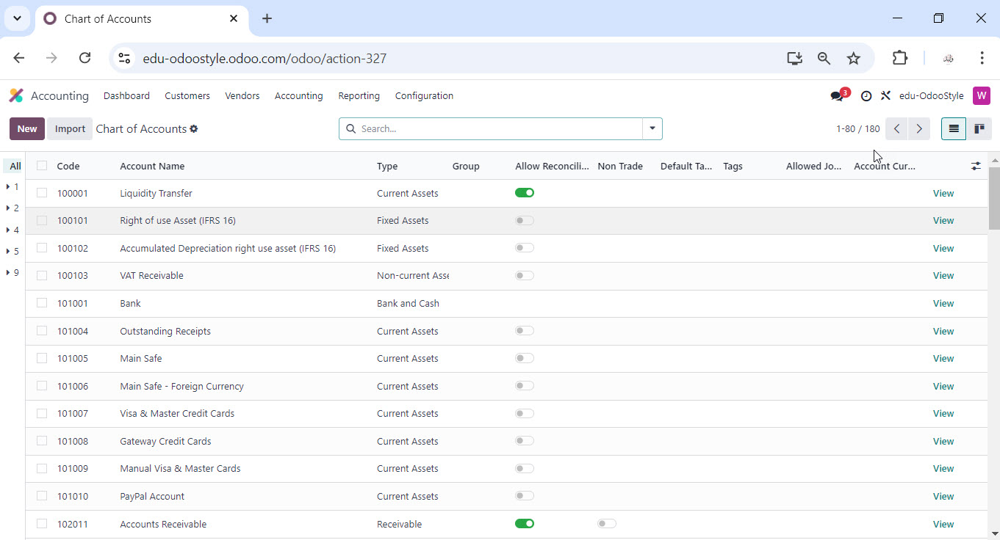 Chart of Accounts
edu-odoostyle.odoo.com/odoo/action-327
Accounting Dashboard Customers Vendors Accounting Reporting Configuration 3 edu-OdooStyle W
New Import Chart of Accounts Search... 1-80 / 180
All Code Account Name Type Group Allow Reconcili... Non Trade Default Ta... Tags Allowed Jo... Account Cur...
1 100001 Liquidity Transfer Current Assets View
2 100101 Right of use Asset (IFRS 16) Fixed Assets View
4 100102 Accumulated Depreciation right use asset (IFRS 16) Fixed Assets View
5 100103 VAT Receivable Non-current Asse View
9 101001 Bank Bank and Cash View
101004 Outstanding Receipts Current Assets View
101005 Main Safe Current Assets View
101006 Main Safe - Foreign Currency Current Assets View
101007 Visa & Master Credit Cards Current Assets View
101008 Gateway Credit Cards Current Assets View
101009 Manual Visa & Master Cards Current Assets View
101010 PayPal Account Current Assets View
102011 Accounts Receivable Receivable View